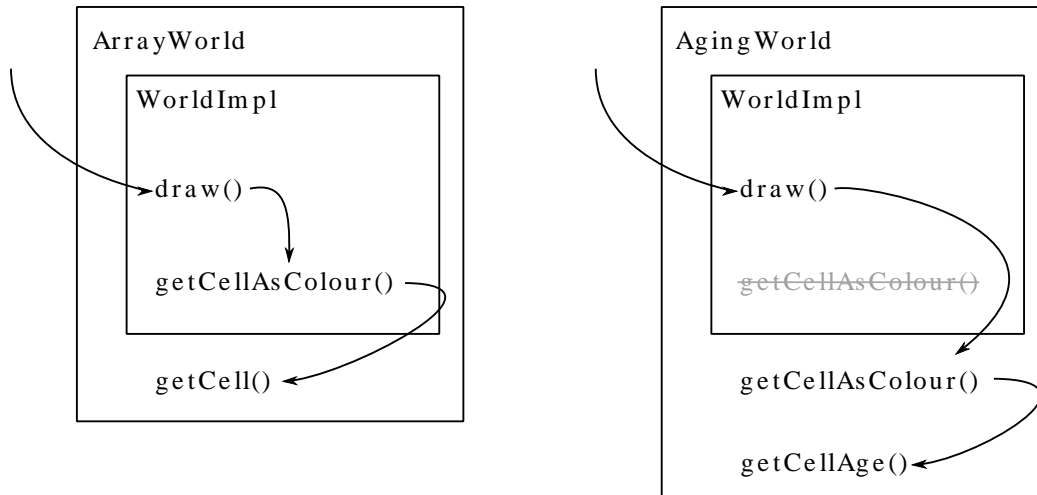 ArrayWorld
WorldImpl
draw()
getCellAsColour()
getCell()
AgingWorld
WorldImpl
draw()
getCellAsColour()
getCellAsColour()
getCellAge()